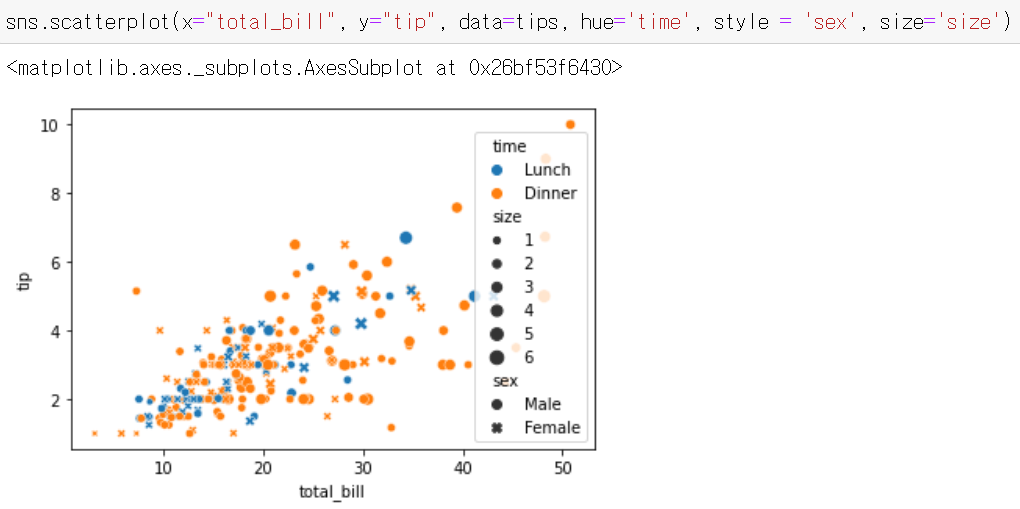 sns.scatterplot(x="total_bill", y="tip", data=tips, hue='time', style = 'sex', size='size')
<matplotlib.axes._subplots.AxesSubplot at 0x26bf53f6430>
10
8
6
4
2
tip
10 20 30 40 50
total_bill
time
Lunch
Dinner
size
1
2
3
4
5
6
sex
Male
Female